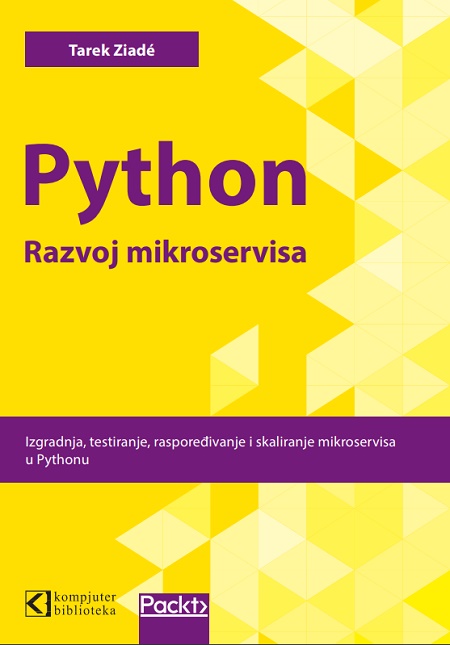 Tarek Ziadé
Python
Razvoj mikroservisa
Izgradnja, testiranje, raspoređivanje i skaliranje mikroservisa
u Pythonu
kompjuter
biblioteka
Packt>